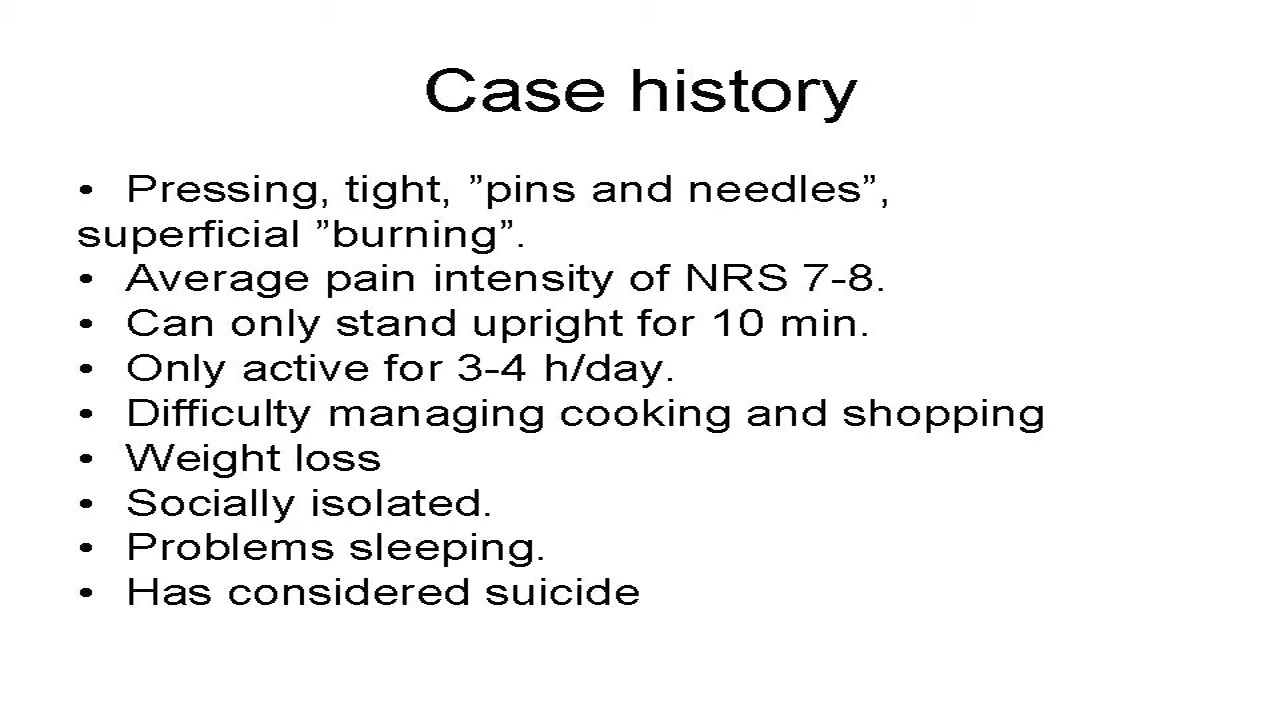 Case history
• Pressing, tight, ”pins and needles”,
superficial ”burning”.
• Average pain intensity of NRS 7-8.
• Can only stand upright for 10 min.
• Only active for 3-4 h/day.
• Difficulty managing cooking and shopping
• Weight loss
• Socially isolated.
• Problems sleeping.
• Has considered suicide